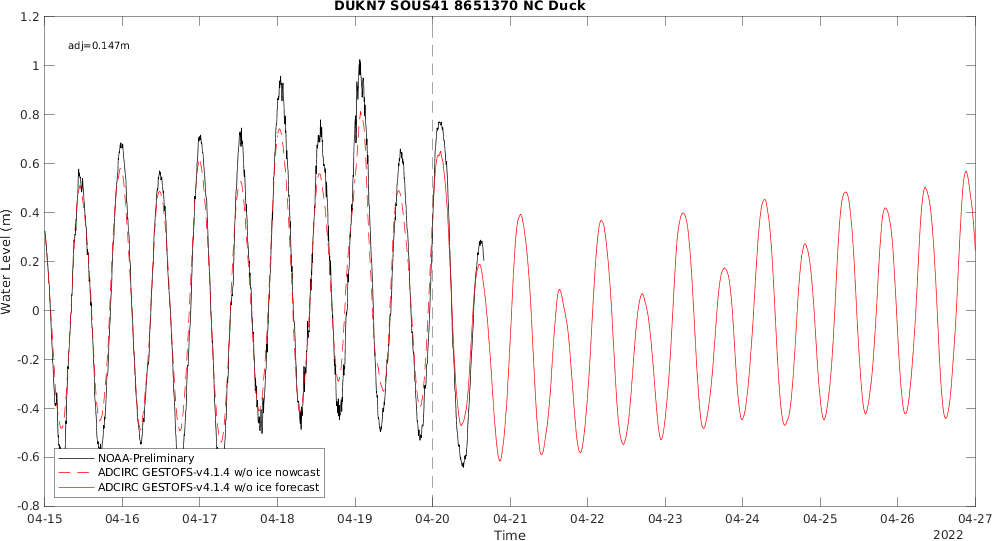 DUKN7 SOUS41 8651370 NC Duck
adj=0.147m
Water Level (m)
1.2
1
0.8
0.6
0.4
0.2
0
-0.2
-0.4
-0.6
-0.8
NOAA-Preliminary
ADCIRC GESTOFS-v4.1.4 w/o ice nowcast
ADCIRC GESTOFS-v4.1.4 w/o ice forecast
04-15 04-16 04-17 04-18 04-19 04-20 04-21 04-22 04-23 04-24 04-25 04-26 04-27
Time
2022